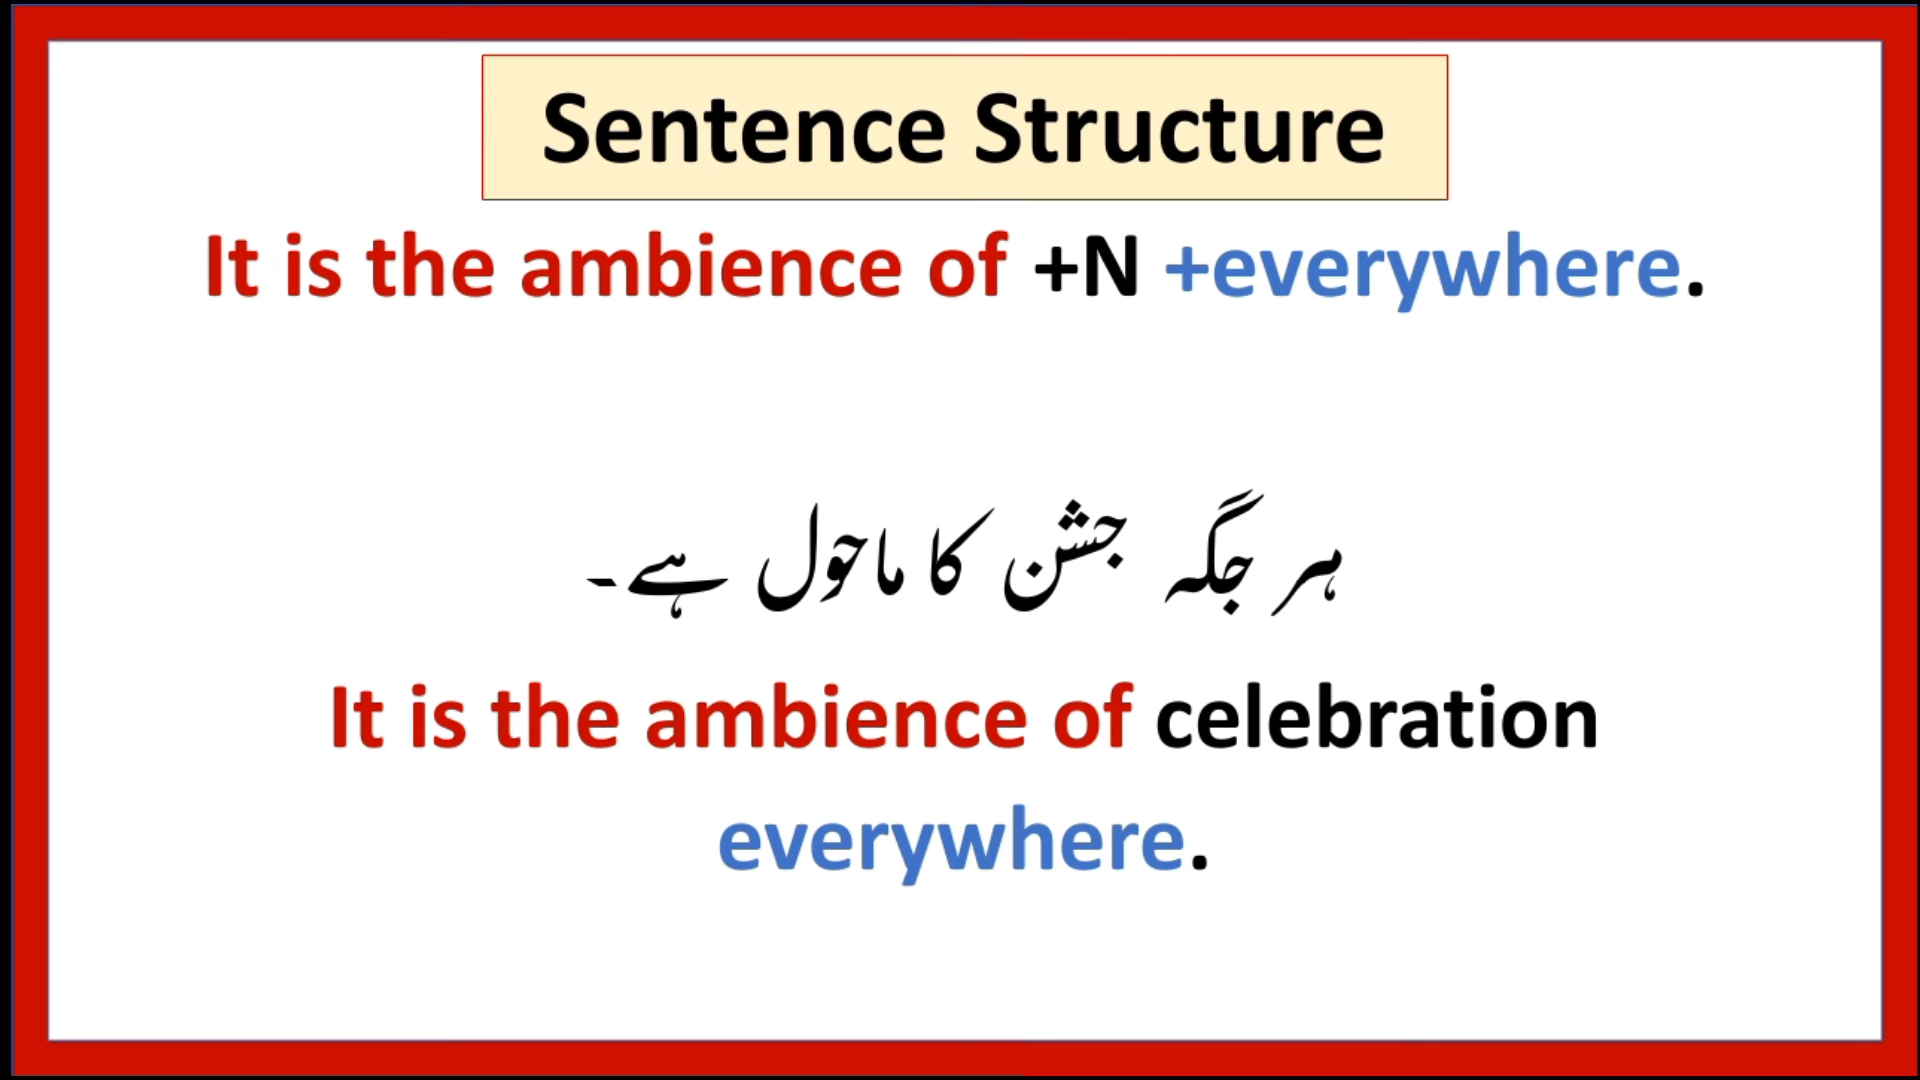 Sentence Structure
It is the ambience of +N +everywhere.
ہر جگہ جشن کا ماحول ہے۔
It is the ambience of celebration
everywhere.